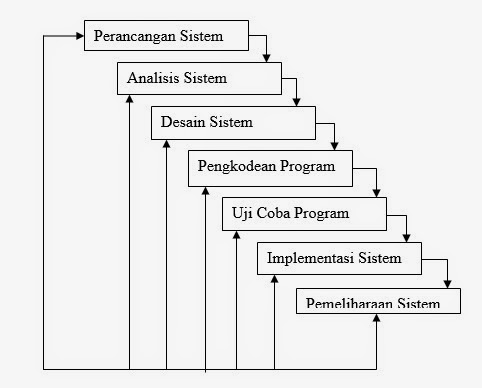 Perancangan Sistem
Analisis Sistem
Desain Sistem
Pengkodean Program
Uji Coba Program
Implementasi Sistem
Pemeliharaan Sistem